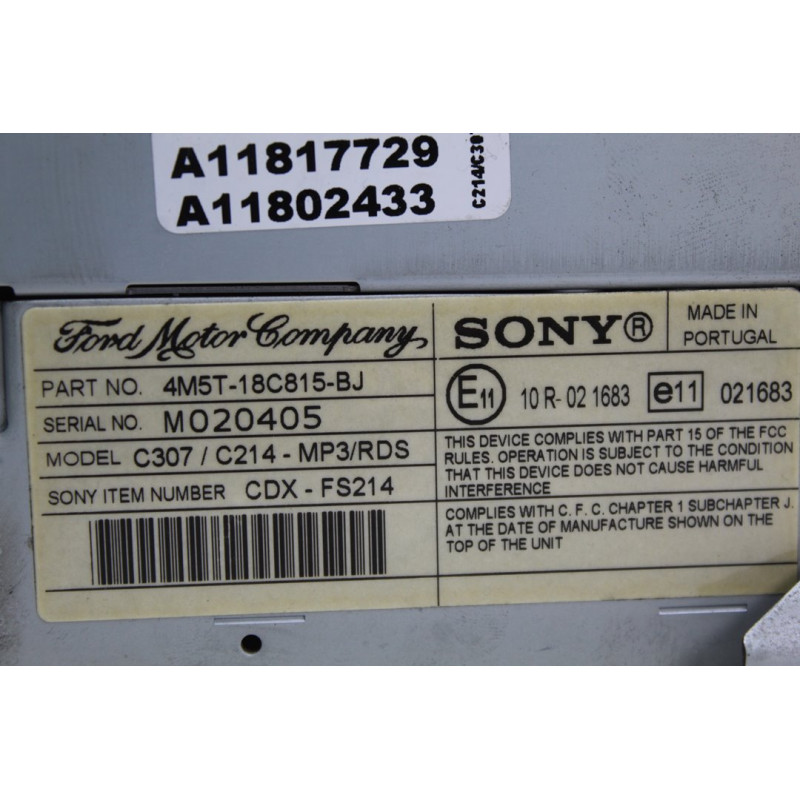 A11817729
A11802433
C214/C30
Ford Motor Company
PART NO. 4M5T-18C815-BJ
SERIAL NO. M020405
MODEL C307 / C214 - MP3/RDS
SONY ITEM NUMBER CDX - FS214
SONY®
MADE IN
PORTUGAL
E11 10 R- 02 1683 e11 021683
THIS DEVICE COMPLIES WITH PART 15 OF THE FCC
RULES. OPERATION IS SUBJECT TO THE CONDITION
THAT THIS DEVICE DOES NOT CAUSE HARMFUL
INTERFERENCE
COMPLIES WITH C. F. C. CHAPTER 1 SUBCHAPTER J.
AT THE DATE OF MANUFACTURE SHOWN ON THE
TOP OF THE UNIT